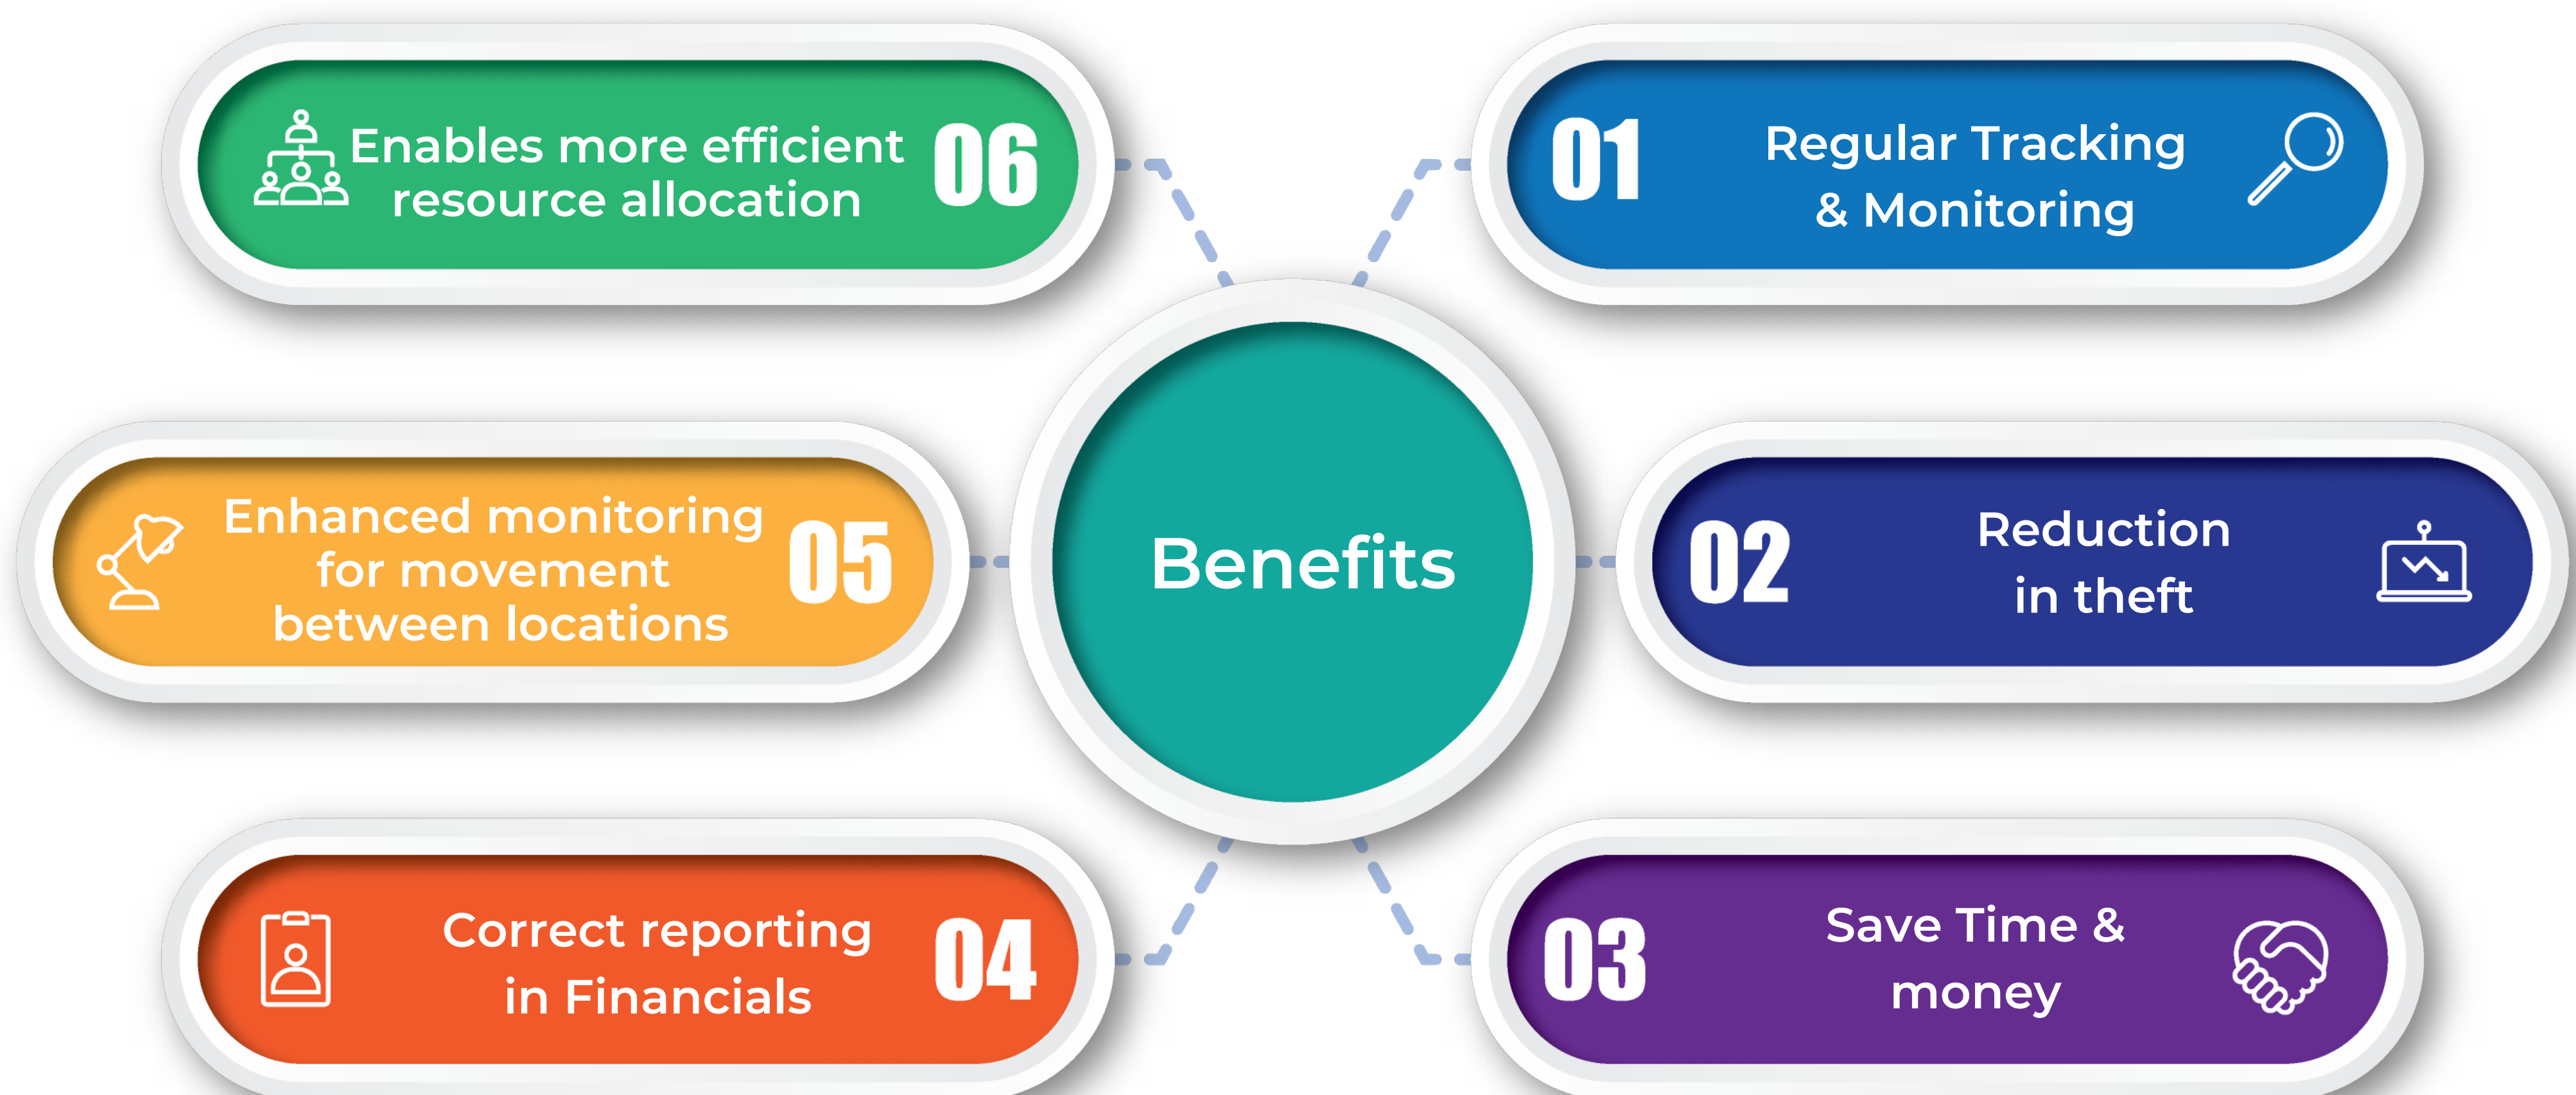 Benefits
01
Regular Tracking
& Monitoring
02
Reduction
in theft
03
Save Time &
money
04
Correct reporting
in Financials
05
Enhanced monitoring
for movement
between locations
06
Enables more efficient
resource allocation